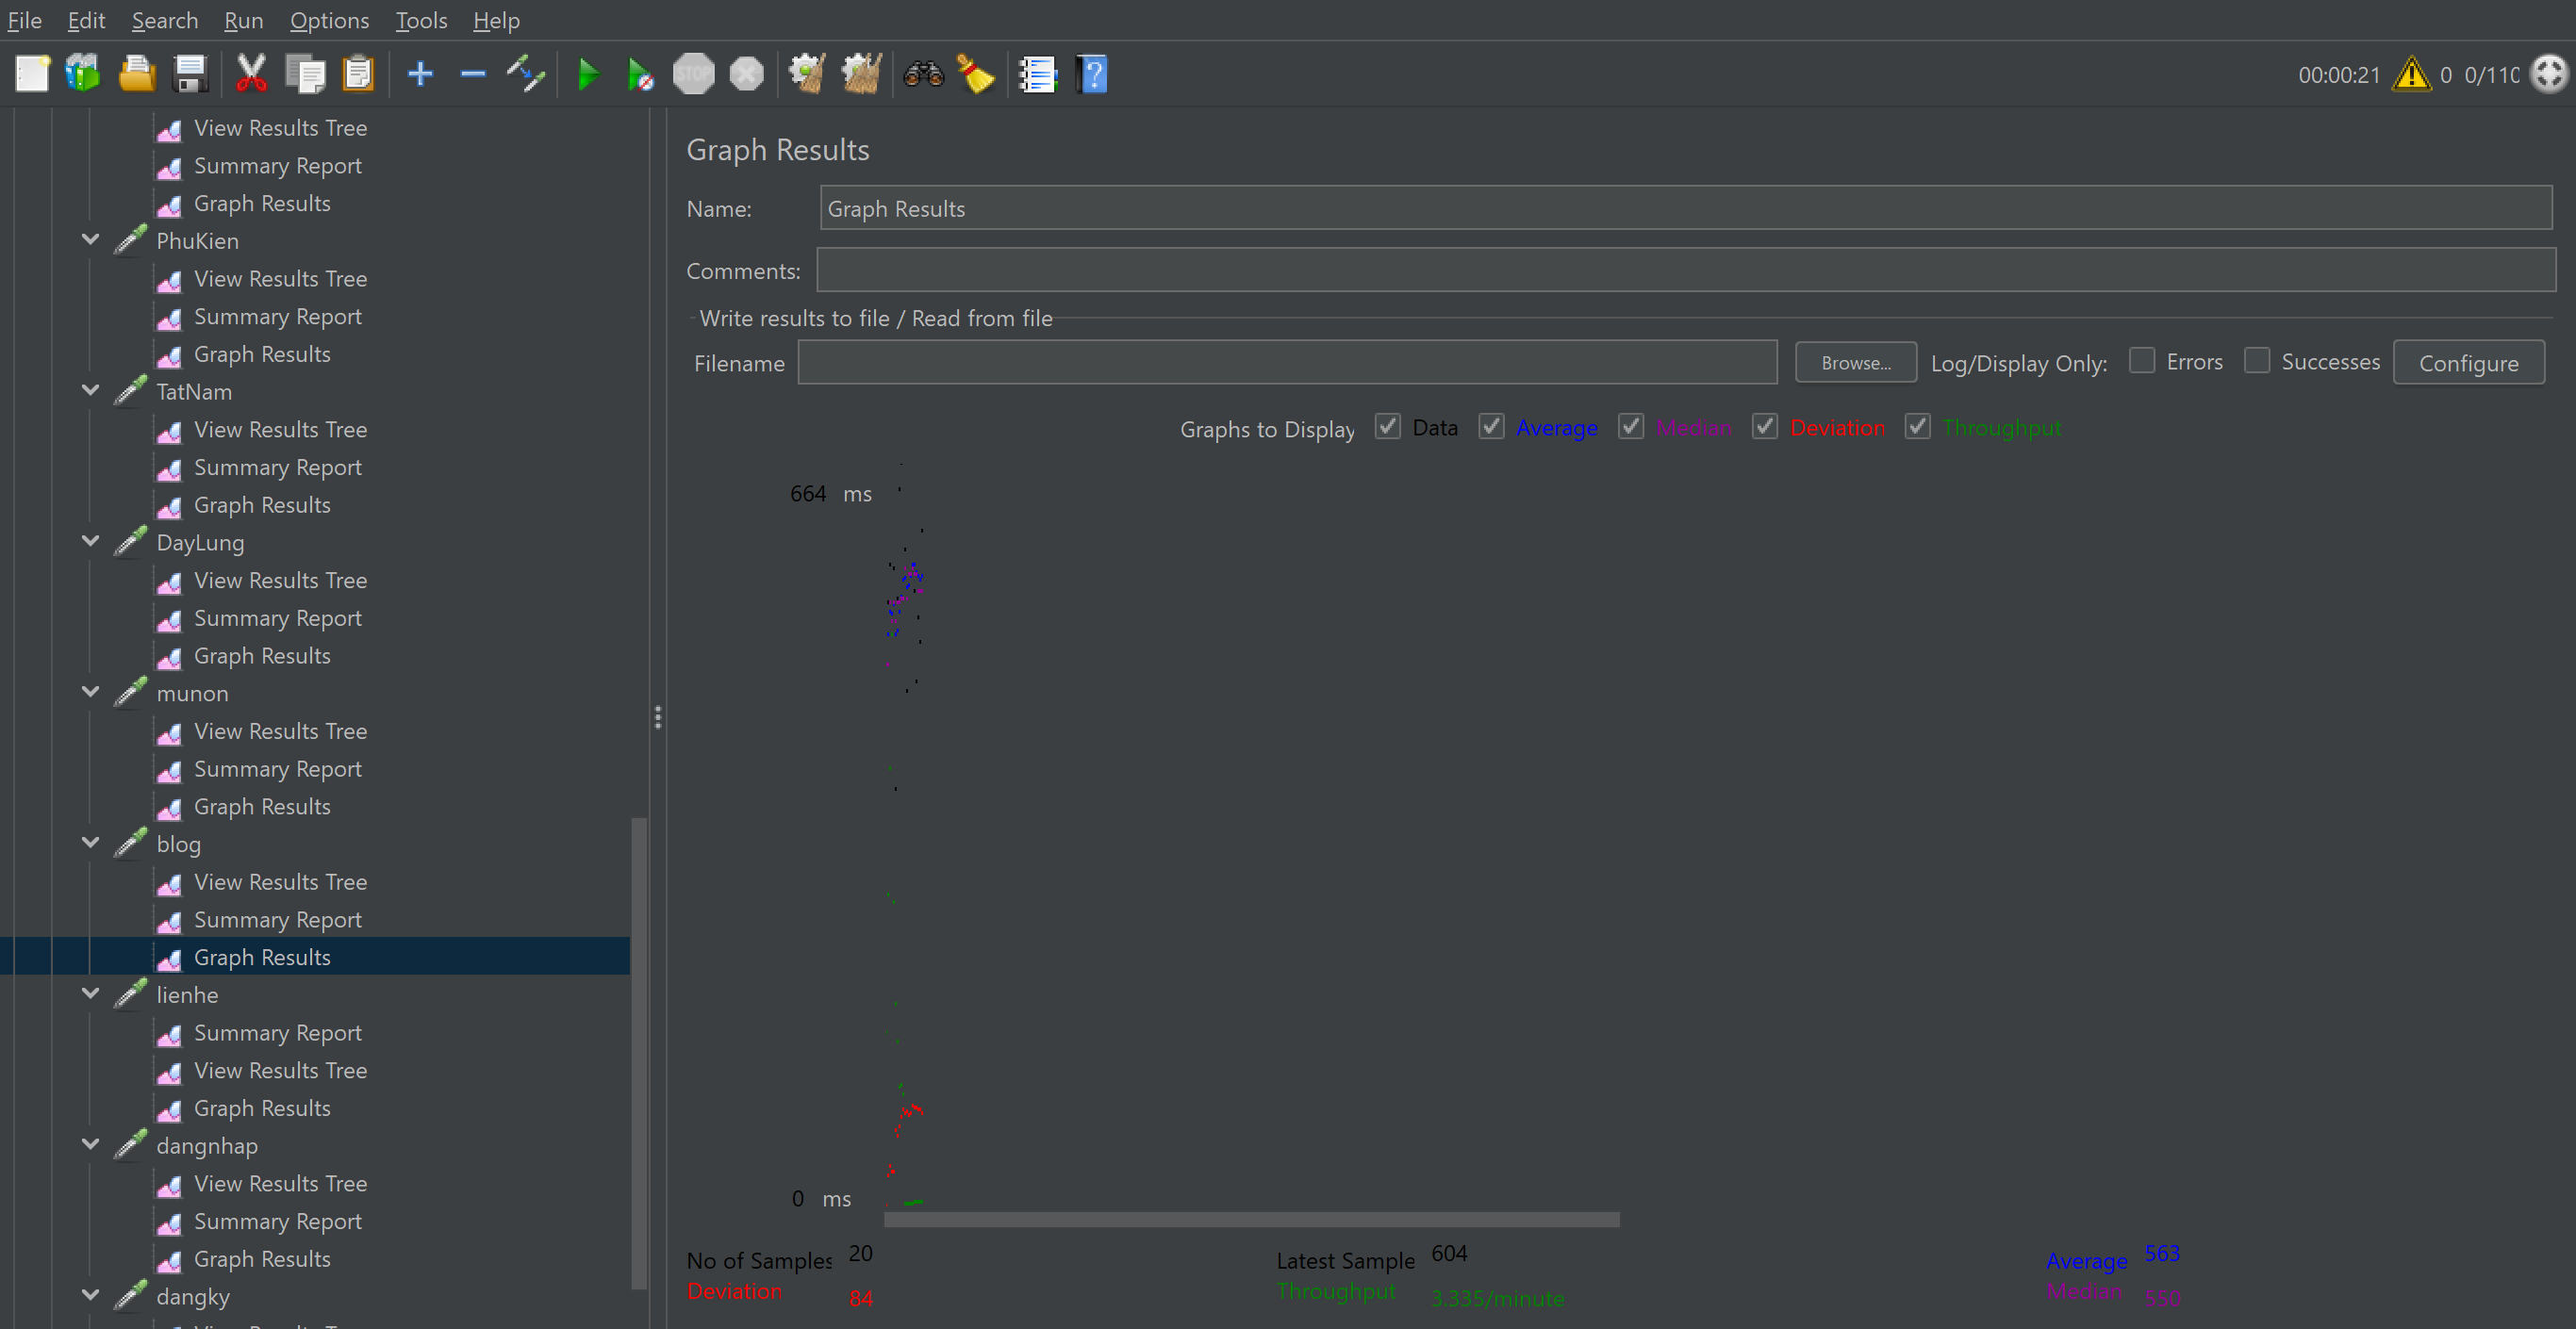 File Edit Search Run Options Tools Help
STOP
00:00:21 0 0/110
View Results Tree
Summary Report
Graph Results
PhuKien
View Results Tree
Summary Report
Graph Results
TatNam
View Results Tree
Summary Report
Graph Results
DayLung
View Results Tree
Summary Report
Graph Results
munon
View Results Tree
Summary Report
Graph Results
blog
View Results Tree
Summary Report
Graph Results
lienhe
Summary Report
View Results Tree
Graph Results
dangnhap
View Results Tree
Summary Report
Graph Results
dangky
Graph Results
Name: Graph Results
Comments:
Write results to file / Read from file
Filename Browse... Log/Display Only: Errors Successes Configure
Graphs to Display Data Average Median Deviation Throughput
664 ms
0 ms
No of Samples 20 Latest Sample 604 Average 563
Deviation 84 Throughput 3.335/minute Median 550